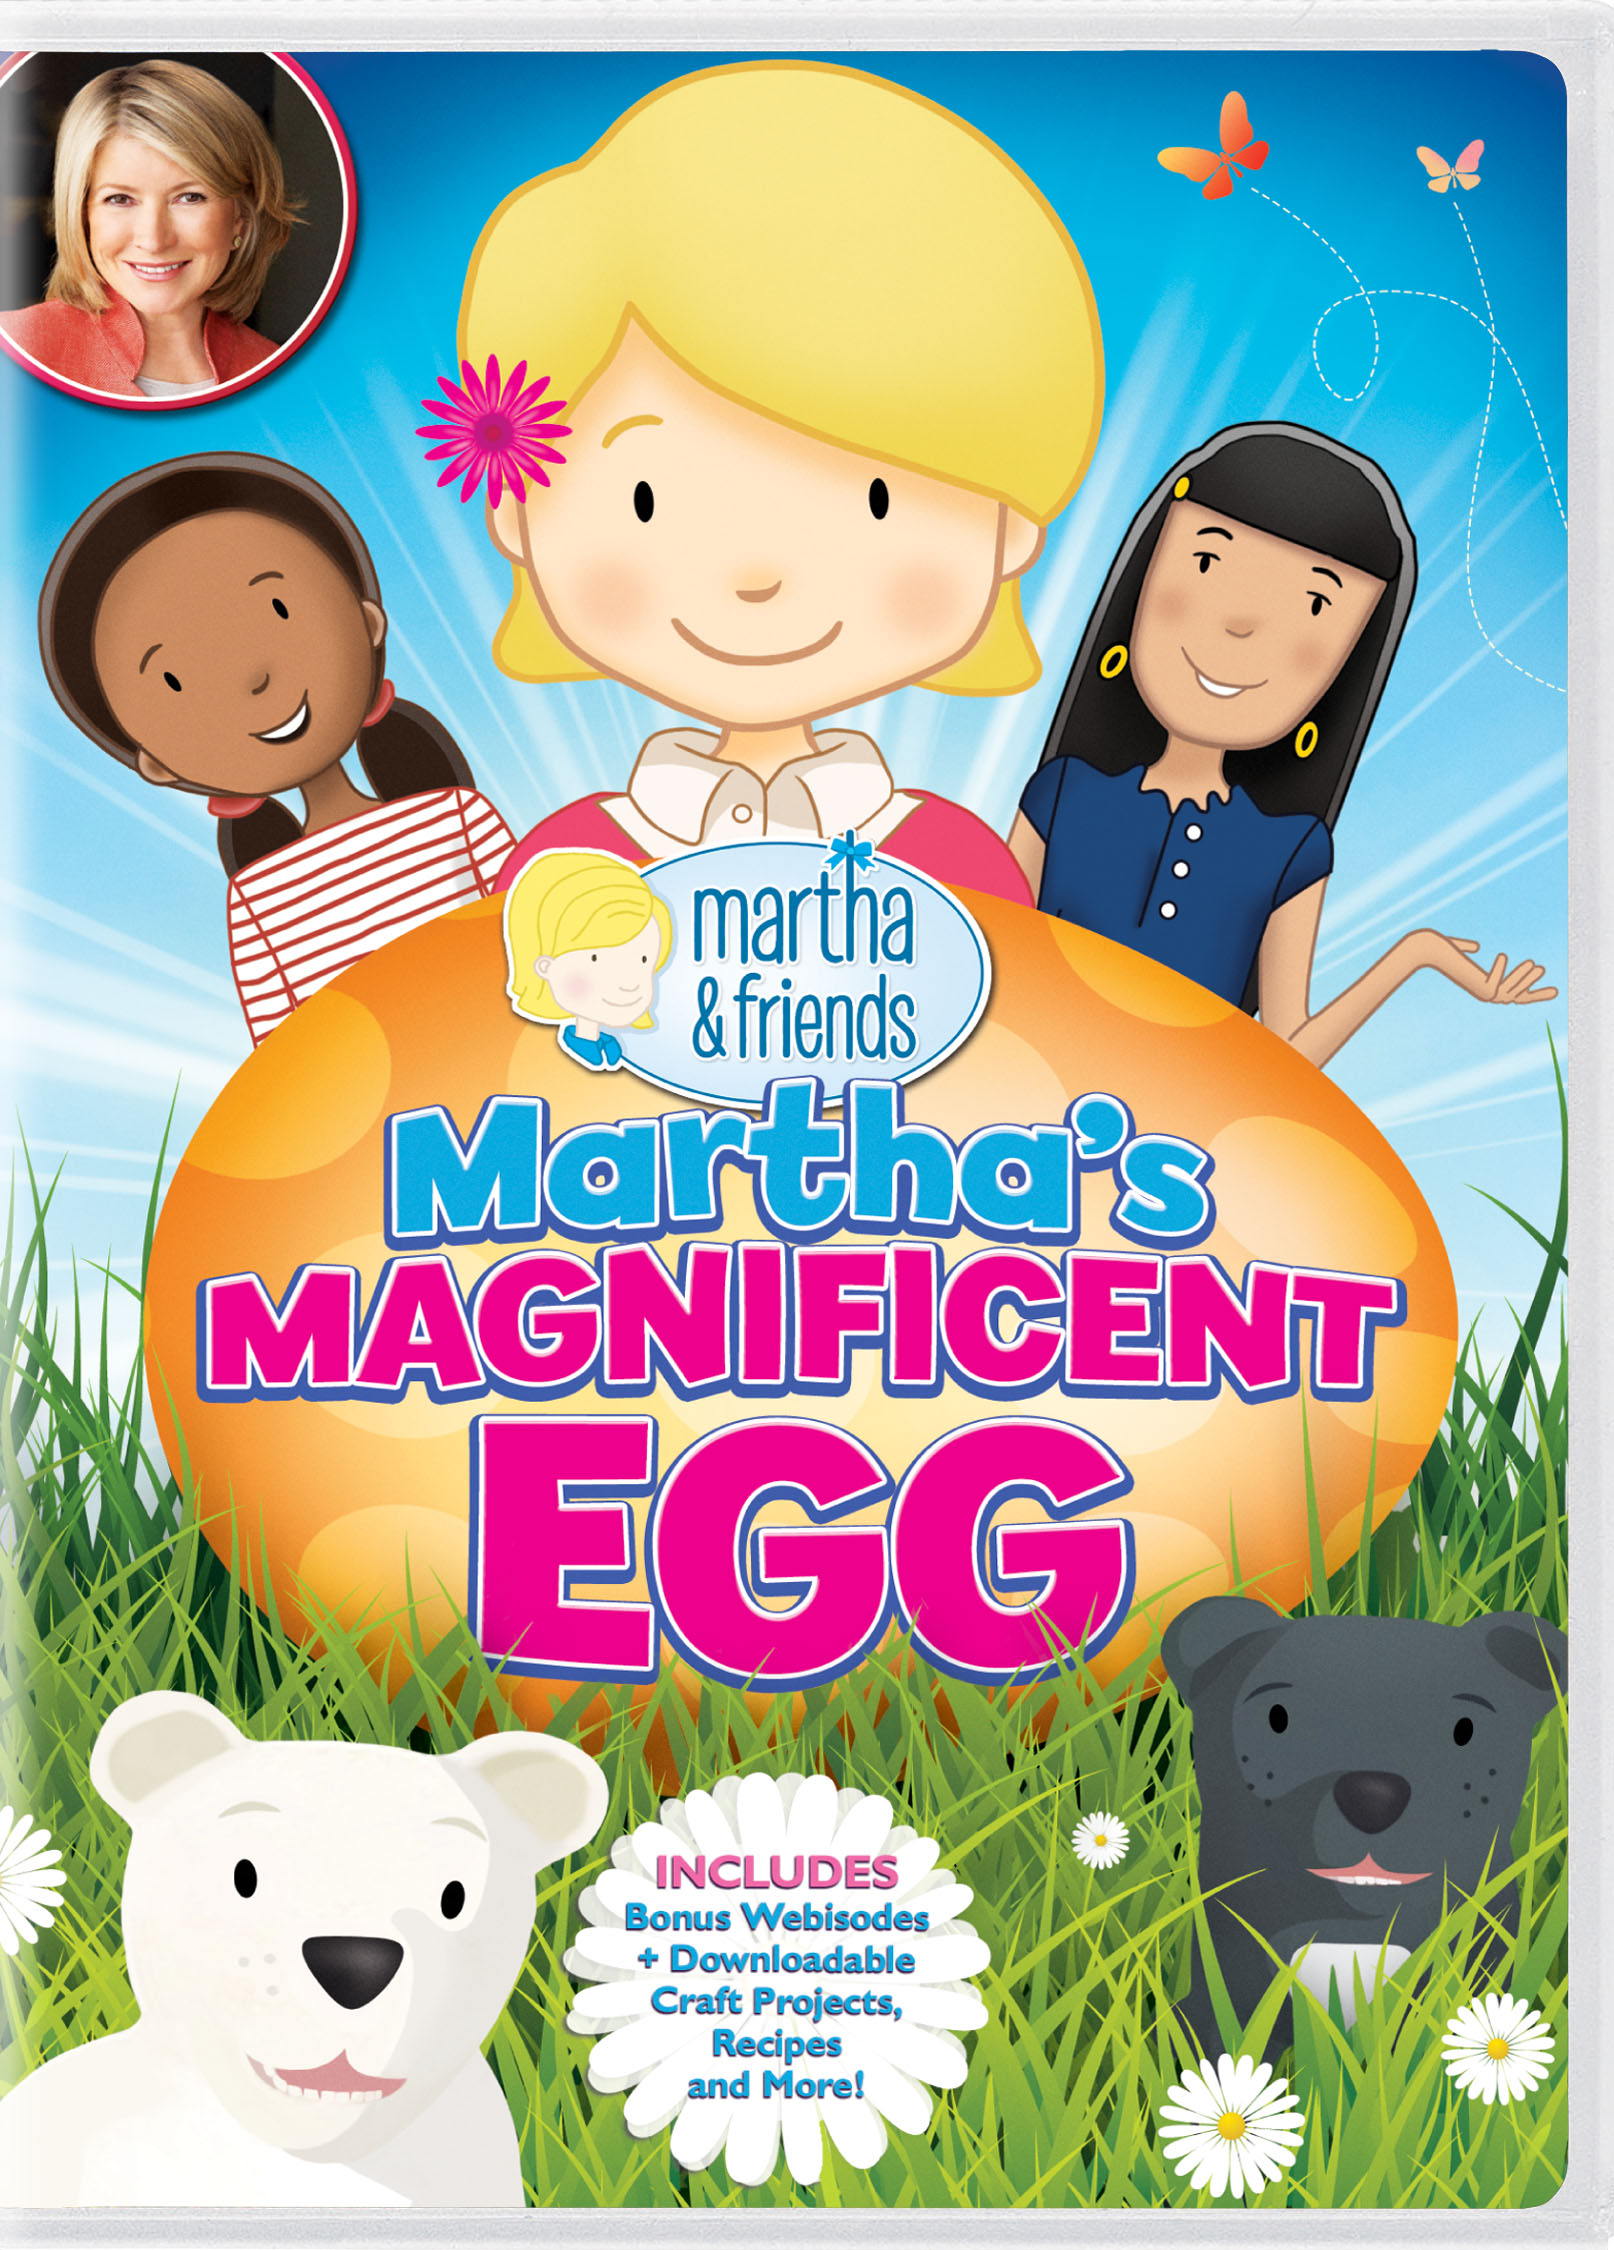 martha
& friends
Martha's
MAGNIFICENT
EGG
INCLUDES
Bonus Webisodes
+ Downloadable
Craft Projects,
Recipes
and More!